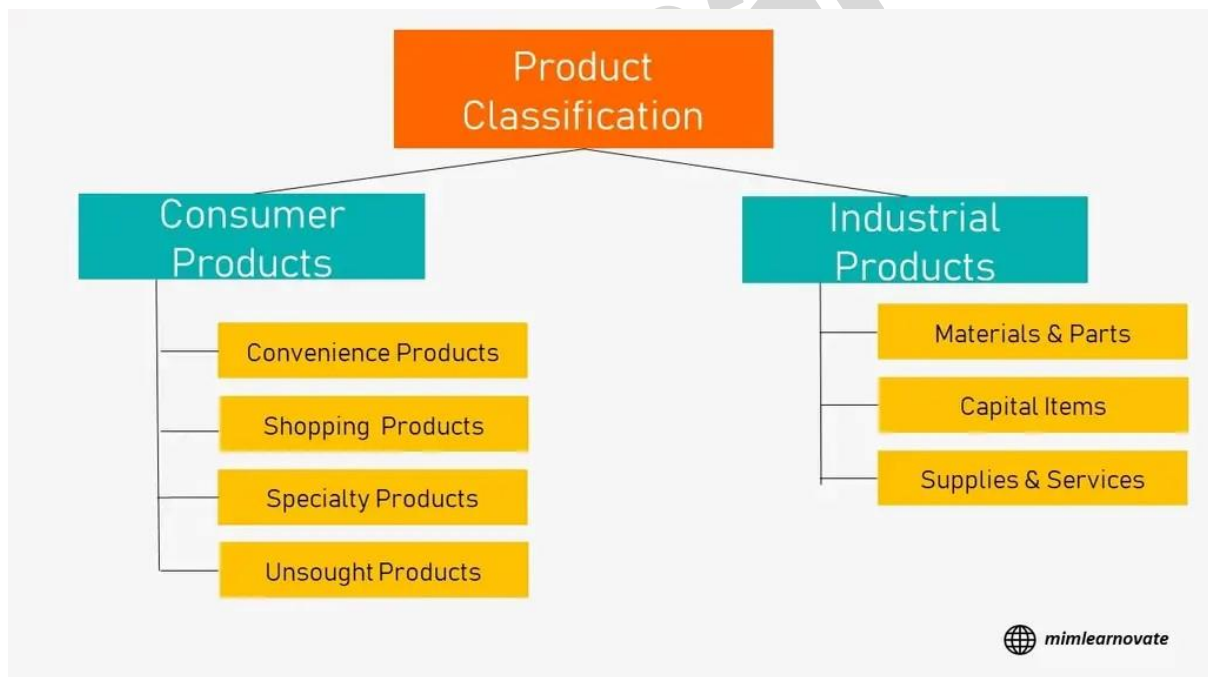 Product
Classification
Consumer
Products
Convenience Products
Shopping Products
Specialty Products
Unsought Products
Industrial
Products
Materials & Parts
Capital Items
Supplies & Services
mimlearnovate